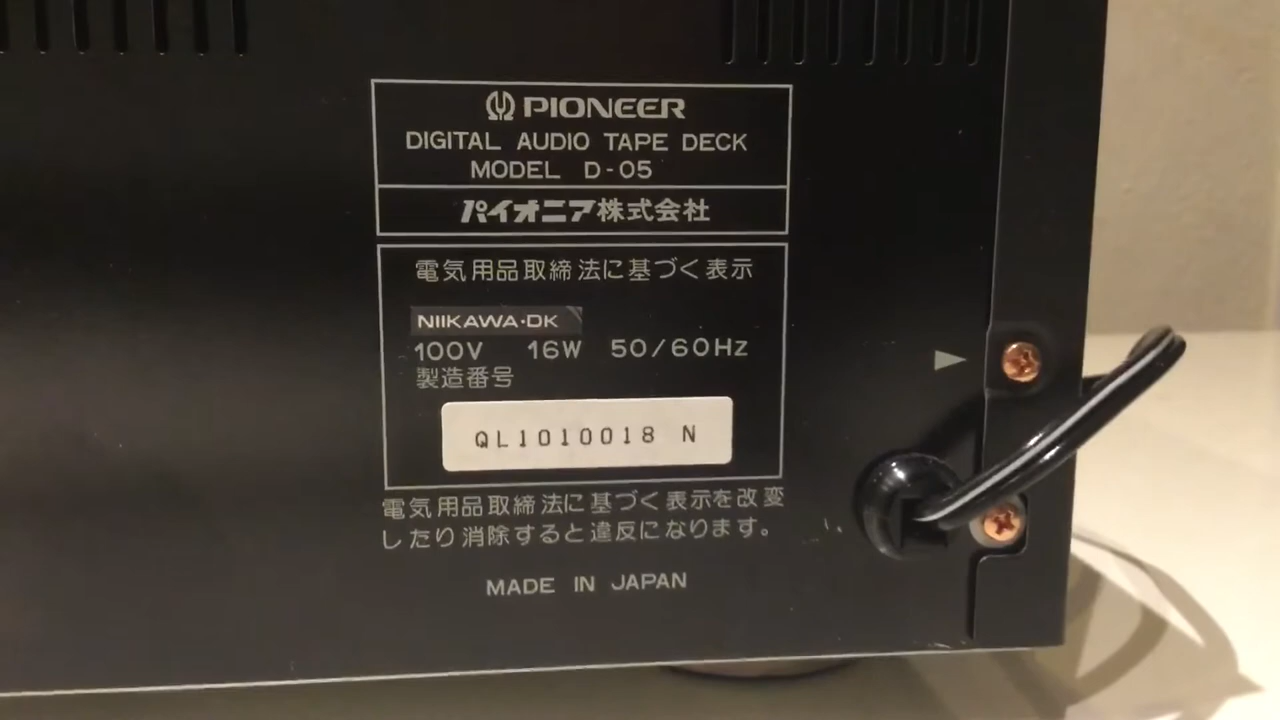 PIONEER
DIGITAL AUDIO TAPE DECK
MODEL D-05
パイオニア株式会社
電気用品取締法に基づく表示
NIIKAWA·DK
100V 16W 50/60Hz
製造番号
QL1010018 N
電気用品取締法に基づく表示を改変
したり消除すると違反になります。
MADE IN JAPAN